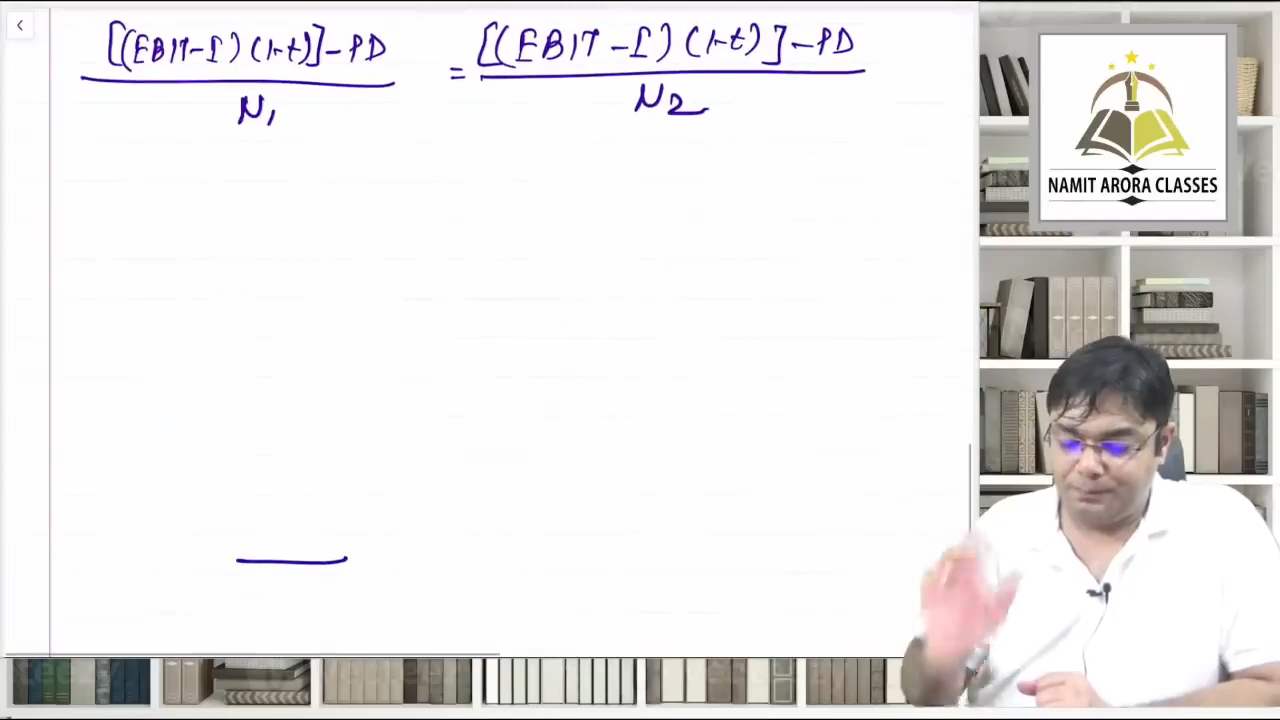 [(EBIT-I)(1-t)]-PD = [(EBIT-I)(1-t)]-PD
N1 N2
NAMIT ARORA CLASSES